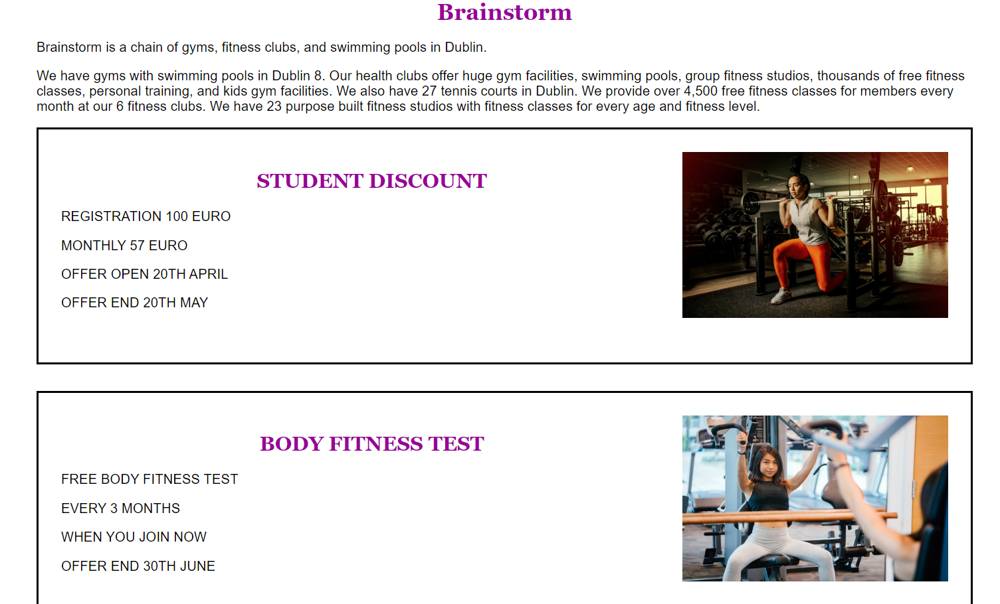 Brainstorm
Brainstorm is a chain of gyms, fitness clubs, and swimming pools in Dublin.
We have gyms with swimming pools in Dublin 8. Our health clubs offer huge gym facilities, swimming pools, group fitness studios, thousands of free fitness
classes, personal training, and kids gym facilities. We also have 27 tennis courts in Dublin. We provide over 4,500 free fitness classes for members every
month at our 6 fitness clubs. We have 23 purpose built fitness studios with fitness classes for every age and fitness level.
STUDENT DISCOUNT
REGISTRATION 100 EURO
MONTHLY 57 EURO
OFFER OPEN 20TH APRIL
OFFER END 20TH MAY
BODY FITNESS TEST
FREE BODY FITNESS TEST
EVERY 3 MONTHS
WHEN YOU JOIN NOW
OFFER END 30TH JUNE